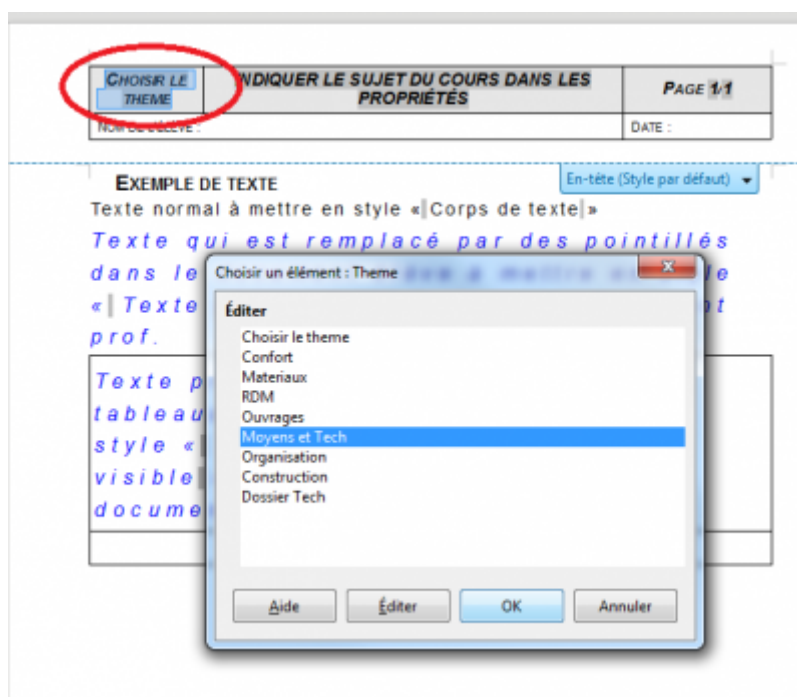 CHOISIR LE THEME
INDIQUER LE SUJET DU COURS DANS LES PROPRIÉTÉS
PAGE 1/1
DATE :
En-tête (Style par défaut)
EXEMPLE DE TEXTE
Texte normal à mettre en style « Corps de texte »
Texte qui est remplacé par des pointillés
dans le
« Texte
prof.
Texte
tableau
style «
visible
docume
Choisir un élément : Theme
Éditer
Choisir le theme
Confort
Materiaux
RDM
Ouvrages
Moyens et Tech
Organisation
Construction
Dossier Tech
Aide
Éditer
OK
Annuler